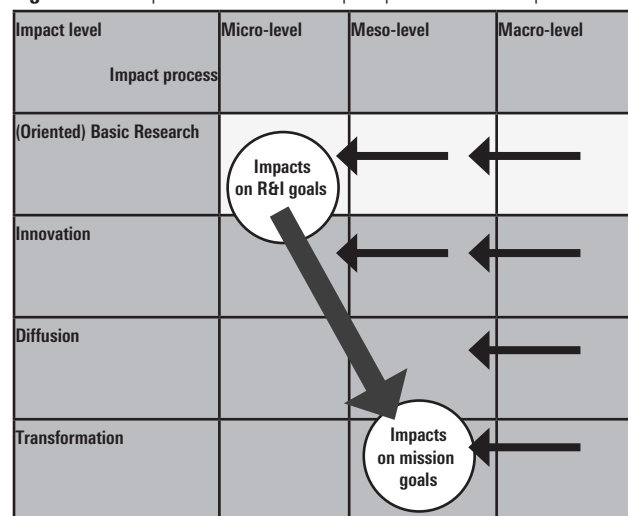 Impact level
Micro-level
Meso-level
Macro-level
Impact process
(Oriented) Basic Research
Impacts
on R&I goals
Innovation
Diffusion
Transformation
Impacts
on mission
goals